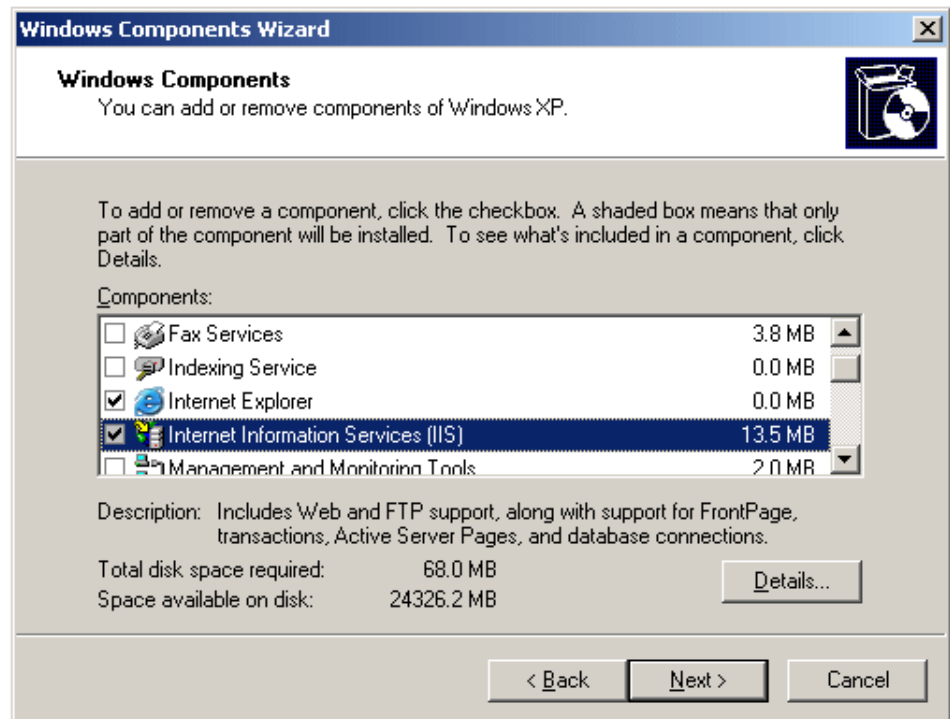 Windows Components Wizard
Windows Components
You can add or remove components of Windows XP.
To add or remove a component, click the checkbox. A shaded box means that only
part of the component will be installed. To see what's included in a component, click
Details.
Components:
Fax Services 3.8 MB
Indexing Service 0.0 MB
Internet Explorer 0.0 MB
Internet Information Services (IIS) 13.5 MB
Management and Monitoring Tools 2.0 MB
Description: Includes Web and FTP support, along with support for FrontPage,
transactions, Active Server Pages, and database connections.
Total disk space required: 68.0 MB
Space available on disk: 24326.2 MB
Details...
< Back Next > Cancel